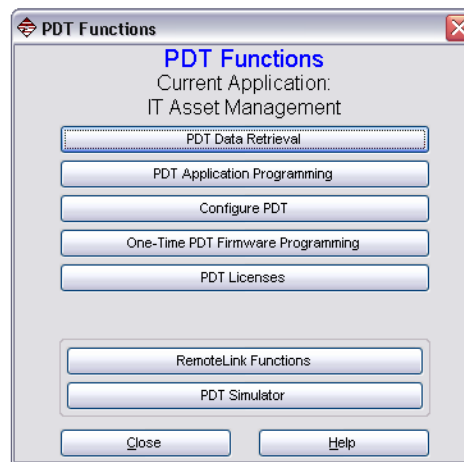 PDT Functions
PDT Functions
Current Application:
IT Asset Management
PDT Data Retrieval
PDT Application Programming
Configure PDT
One-Time PDT Firmware Programming
PDT Licenses
RemoteLink Functions
PDT Simulator
Close Help